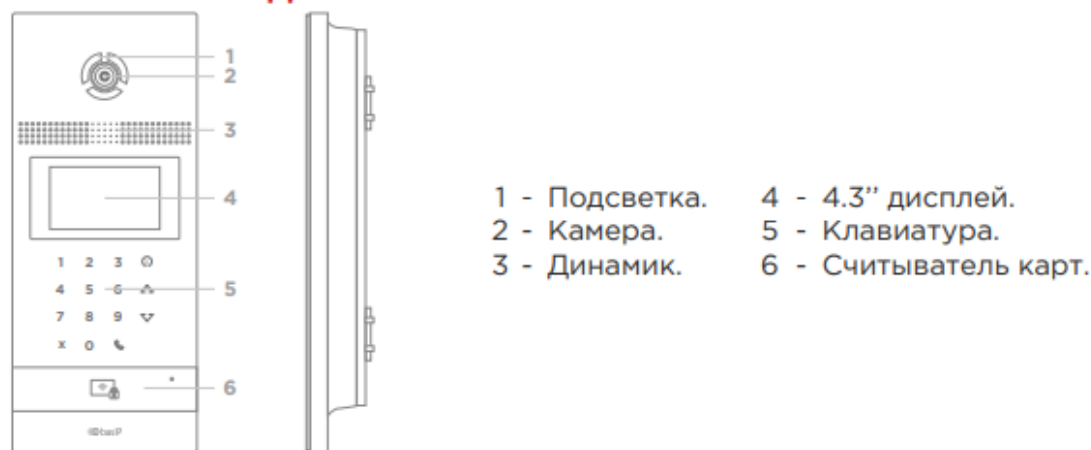 1
2
3
4
1 2 3
4 5 6
5
7 8 9
x 0
6
1 - Подсветка.
2 - Камера.
3 - Динамик.
4 - 4.3’’ дисплей.
5 - Клавиатура.
6 - Считыватель карт.